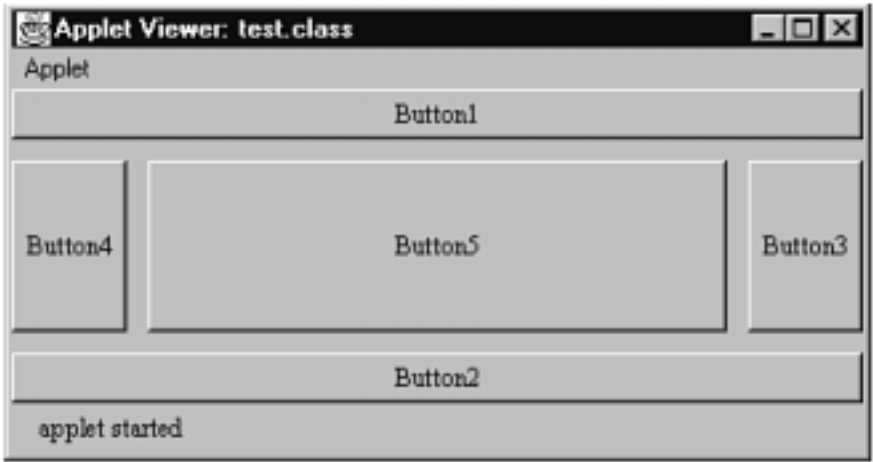 Applet Viewer: test.class
Applet
Button1
Button4 Button5 Button3
Button2
applet started